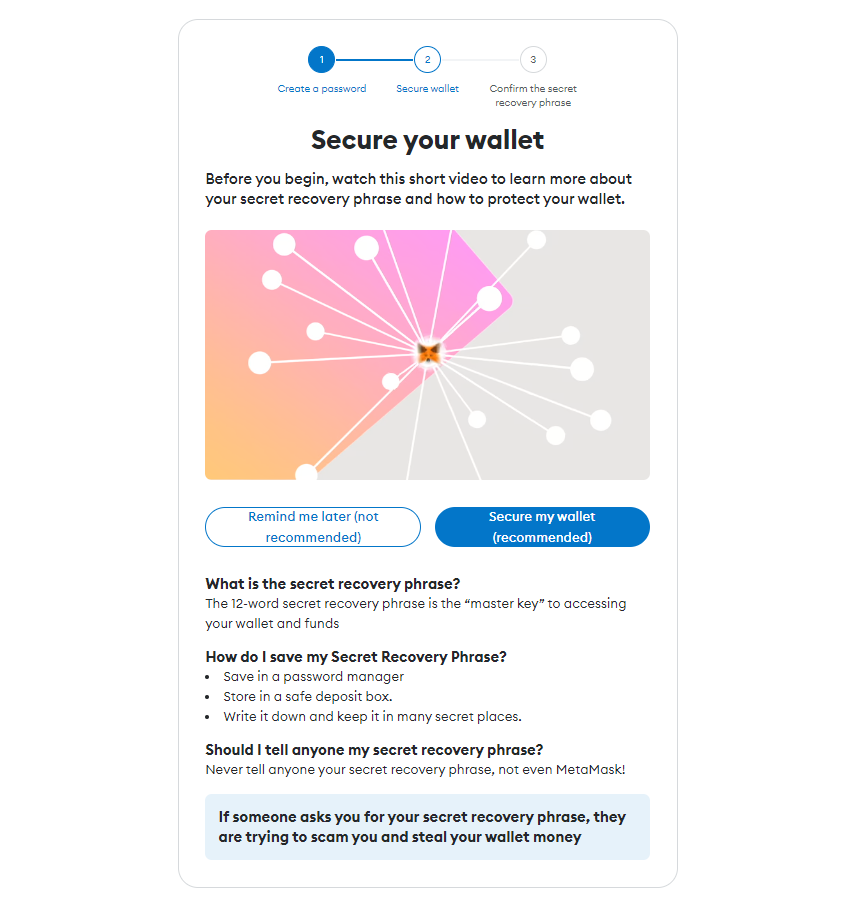 1
2
3
Create a password
Secure wallet
Confirm the secret
recovery phrase
Secure your wallet
Before you begin, watch this short video to learn more about
your secret recovery phrase and how to protect your wallet.
Remind me later (not
recommended)
Secure my wallet
(recommended)
What is the secret recovery phrase?
The 12-word secret recovery phrase is the “master key” to accessing
your wallet and funds
How do I save my Secret Recovery Phrase?
• Save in a password manager
• Store in a safe deposit box.
• Write it down and keep it in many secret places.
Should I tell anyone my secret recovery phrase?
Never tell anyone your secret recovery phrase, not even MetaMask!
If someone asks you for your secret recovery phrase, they
are trying to scam you and steal your wallet money